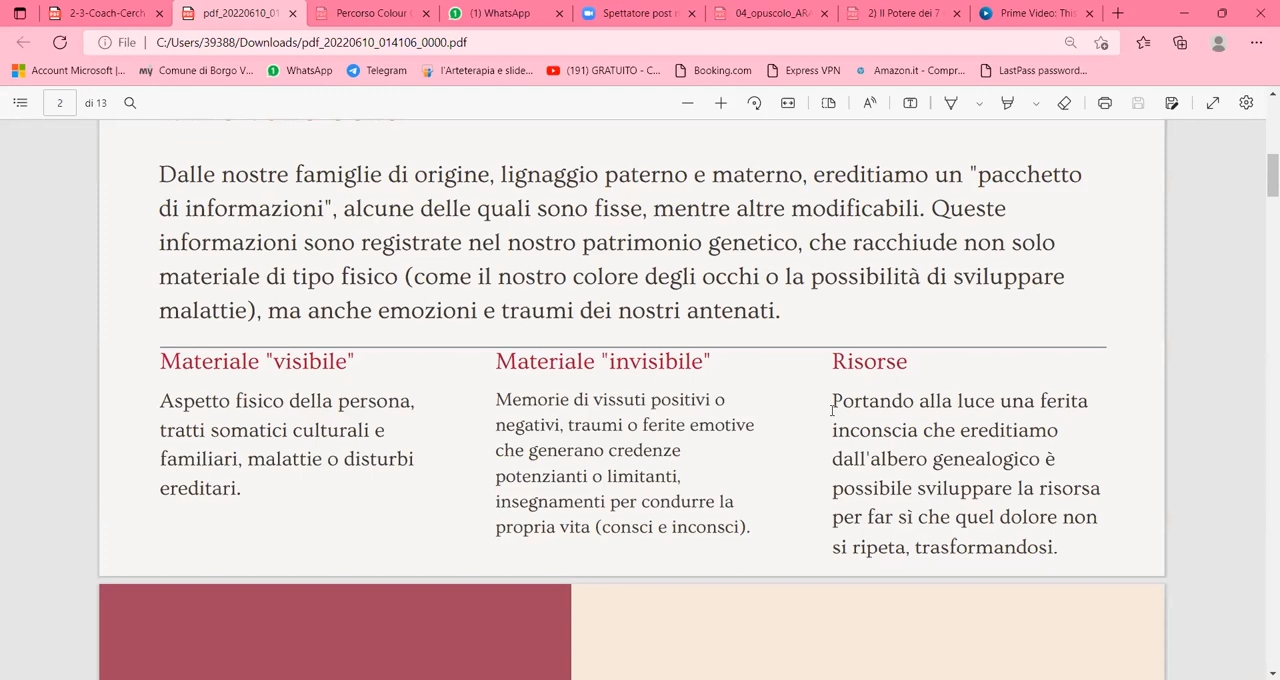 2-3-Coach-Cerch
pdf_20220610_01
Percorso Colour
(1) WhatsApp
Spettatore post
04_opuscolo_AR
2) Il Potere dei 7
Prime Video: Thi
File
C:/Users/39388/Downloads/pdf_20220610_014106_0000.pdf
Account Microsoft |...
Comune di Borgo V...
WhatsApp
Telegram
l'Arteterapia e slide...
(191) GRATUITO - C...
Booking.com
Express VPN
Amazon.it - Compr...
LastPass password...
2 di 13
Dalle nostre famiglie di origine, lignaggio paterno e materno, ereditiamo un "pacchetto
di informazioni", alcune delle quali sono fisse, mentre altre modificabili. Queste
informazioni sono registrate nel nostro patrimonio genetico, che racchiude non solo
materiale di tipo fisico (come il nostro colore degli occhi o la possibilità di sviluppare
malattie), ma anche emozioni e traumi dei nostri antenati.
Materiale "visibile"
Aspetto fisico della persona,
tratti somatici culturali e
familiari, malattie o disturbi
ereditari.
Materiale "invisibile"
Memorie di vissuti positivi o
negativi, traumi o ferite emotive
che generano credenze
potenzianti o limitanti,
insegnamenti per condurre la
propria vita (consci e inconsci).
Risorse
Portando alla luce una ferita
inconscia che ereditiamo
dall'albero genealogico è
possibile sviluppare la risorsa
per far sì che quel dolore non
si ripeta, trasformandosi.